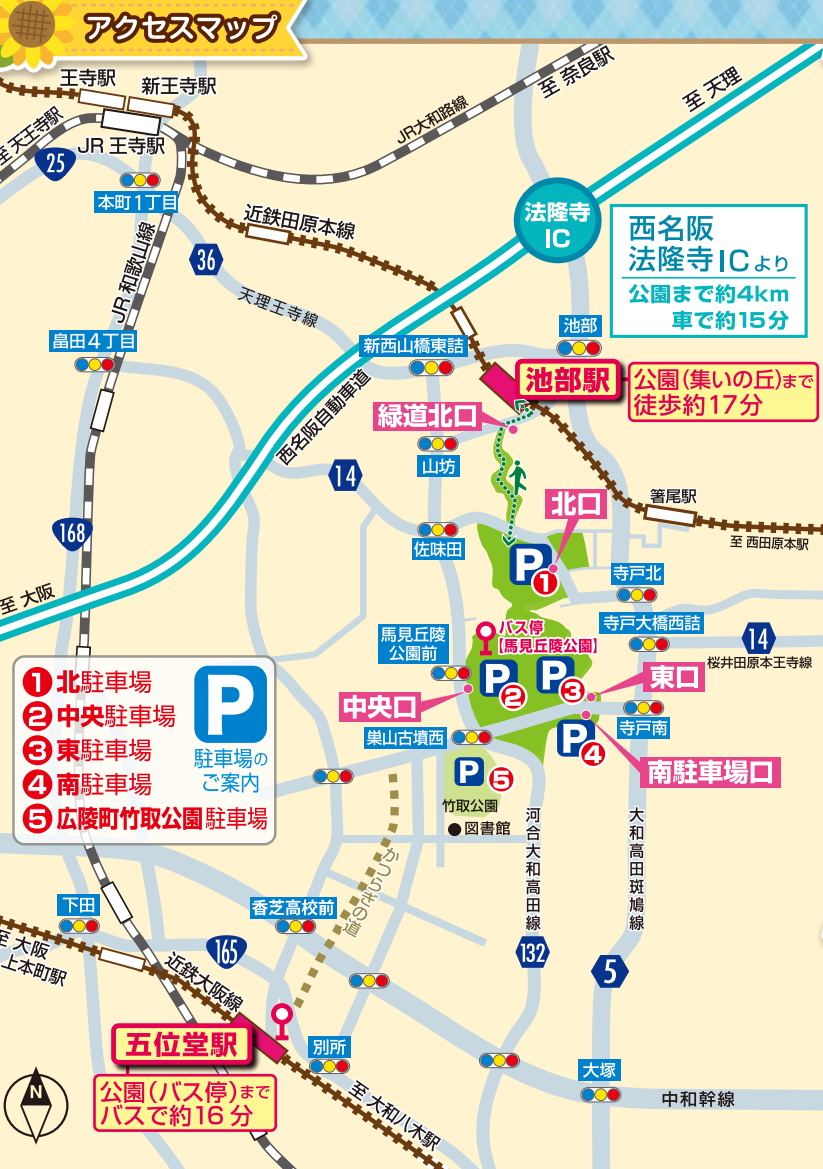 アクセスマップ
王寺駅
新王寺駅
JR 王寺駅
至 天王寺駅
25
本町1丁目
JR大和路線
至 奈良駅
至 天理
近鉄田原本線
36
天理王寺線
JR和歌山線
畠田4丁目
法隆寺
IC
西名阪
法隆寺ICより
公園まで約4km
車で約15分
新西山橋東詰
池部
池部駅
公園(集いの丘)まで
徒歩約17分
西名阪自動車道
緑道北口
山坊
14
北口
箸尾駅
至 西田原本駅
168
佐味田
P
1
寺戸北
至 大阪
バス停
【馬見丘陵公園】
寺戸大橋西詰
14
桜井田原本王寺線
馬見丘陵
公園前
P
2
P
3
東口
中央口
寺戸南
巣山古墳西
P
4
南駐車場口
P
5
竹取公園
図書館
1 北駐車場
2 中央駐車場
3 東駐車場
4 南駐車場
5 広陵町竹取公園駐車場
P
駐車場の
ご案内
河合大和高田線
大和高田斑鳩線
かつらぎの道
下田
香芝高校前
至 大阪
上本町駅
165
近鉄大阪線
132
5
五位堂駅
別所
公園(バス停)まで
バスで約16分
至 大和八木駅
大塚
中和幹線
N